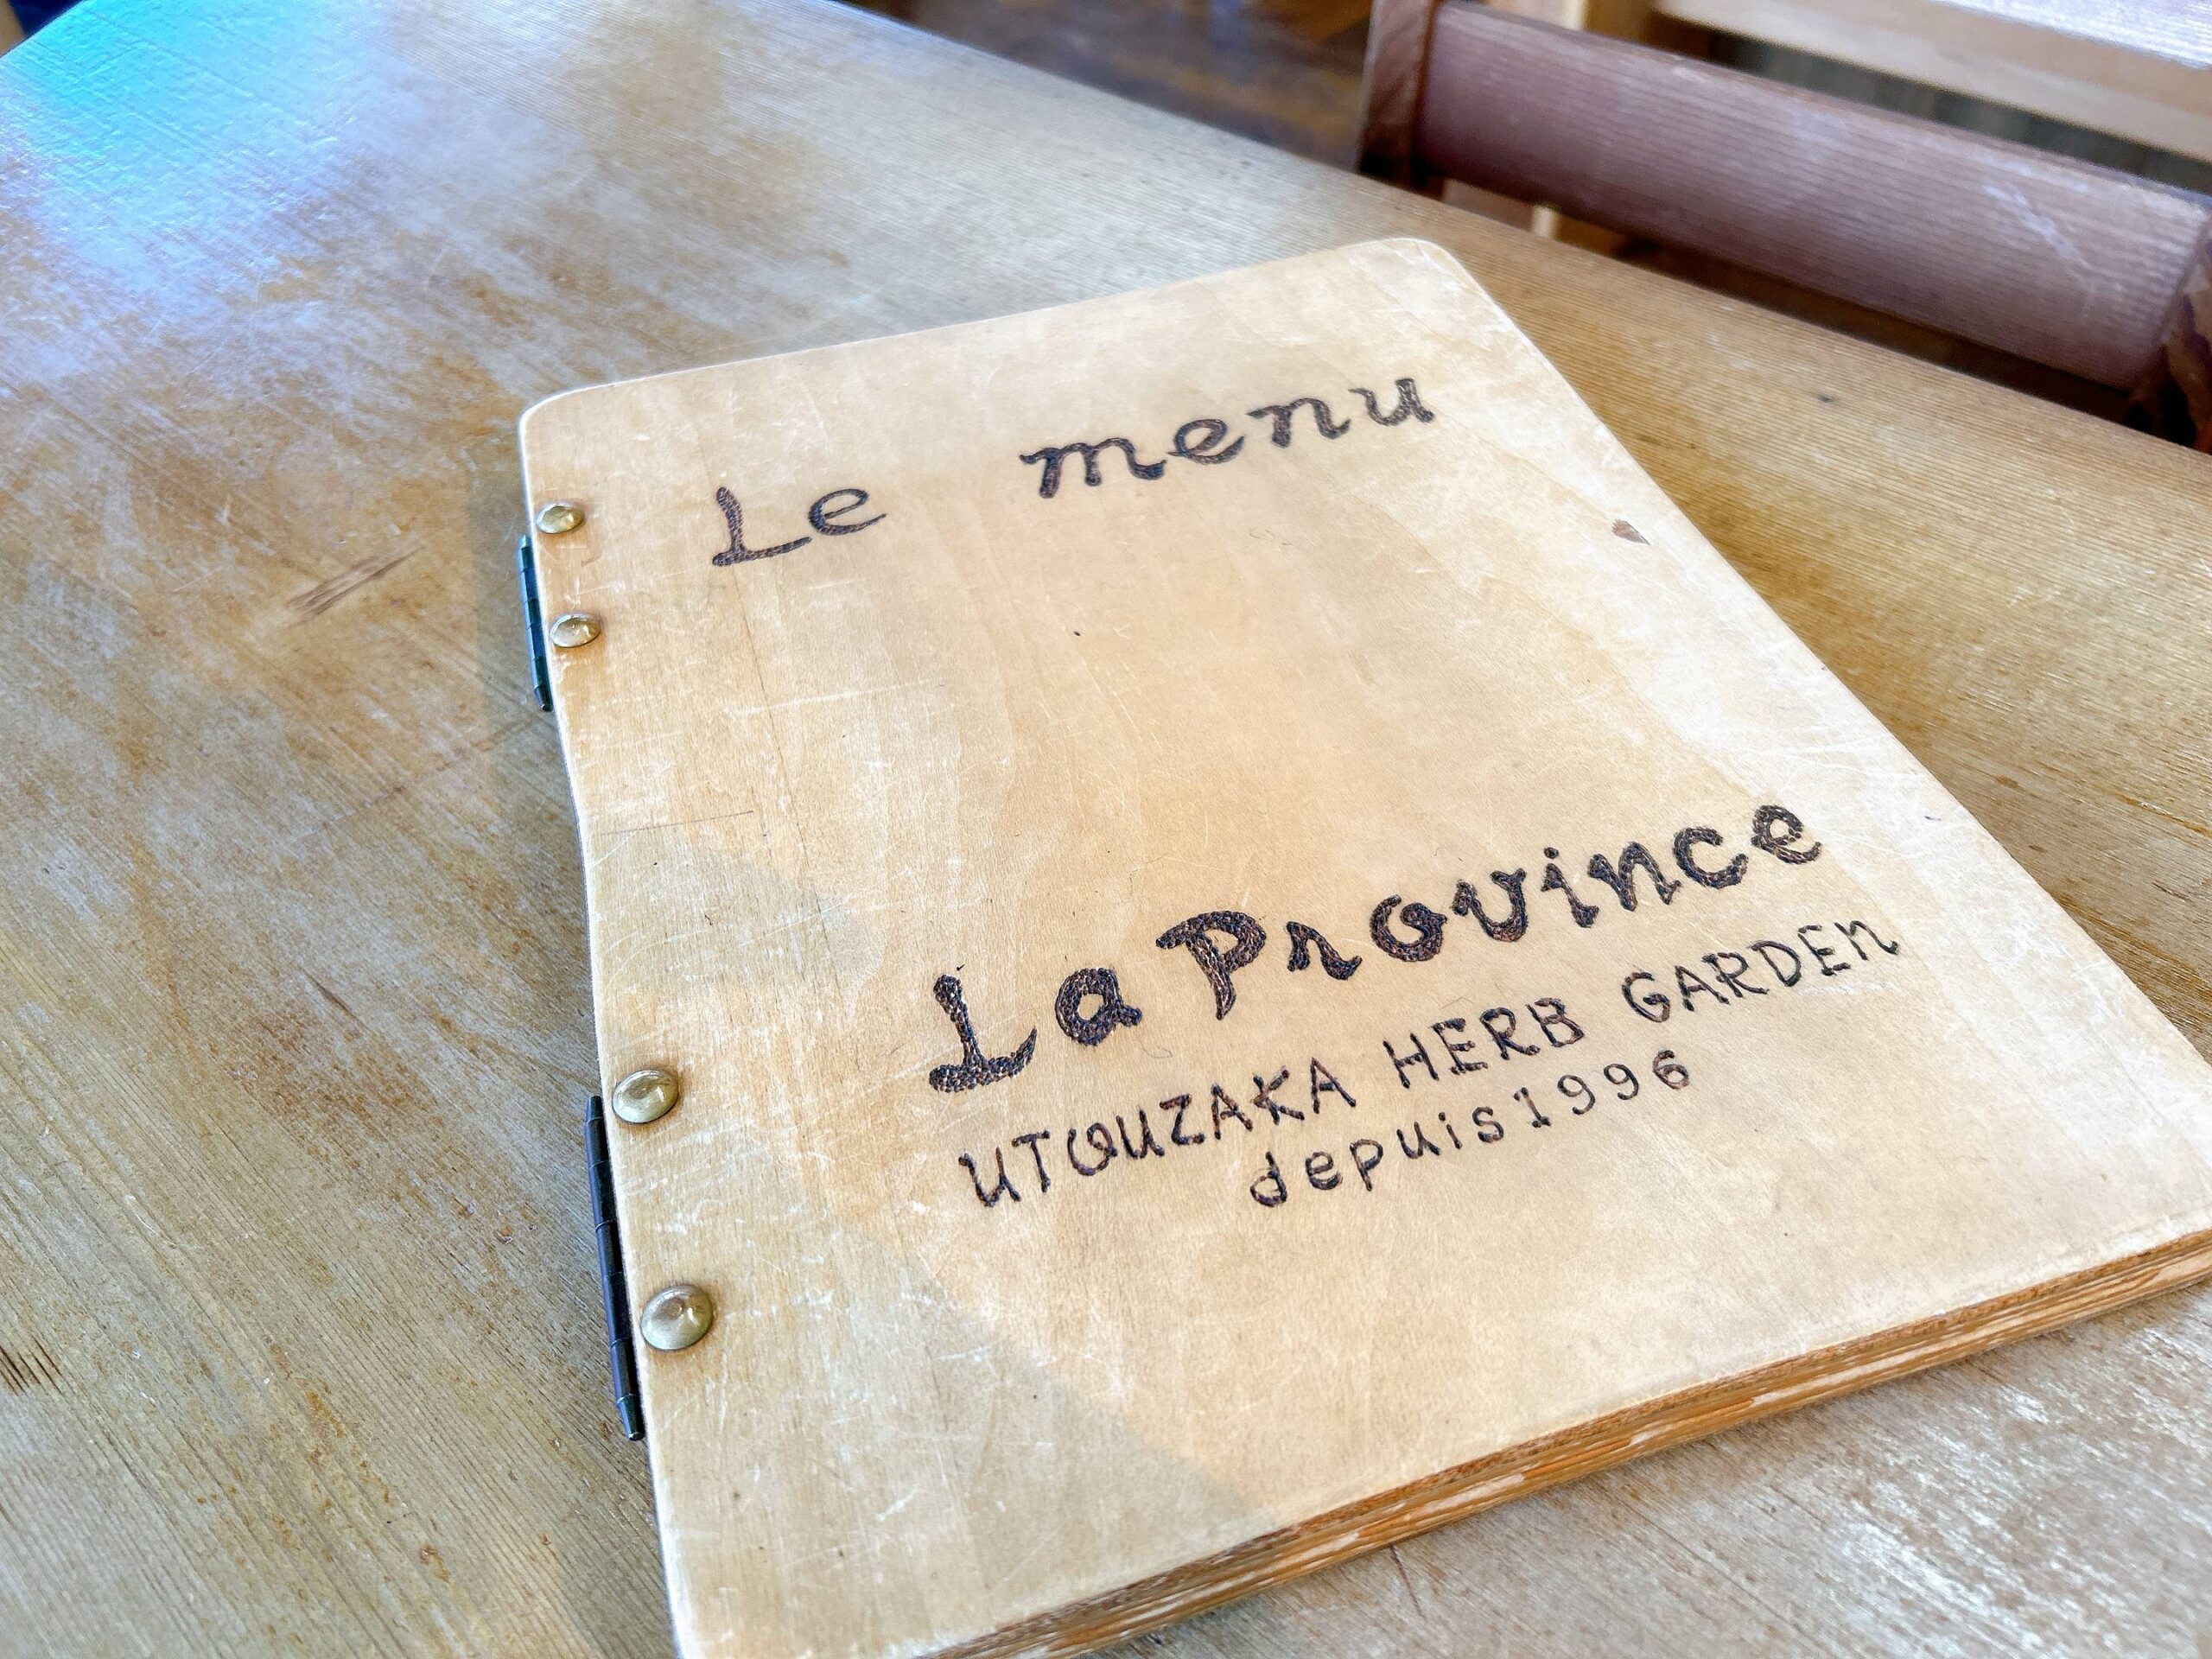 Le menu
La Province
UTOUZAKA HERB GARDEN
depuis1996